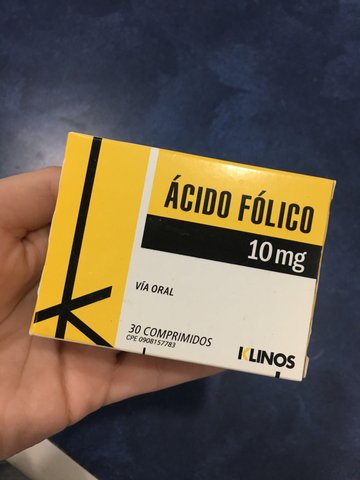 ÁCIDO FÓLICO
10 mg
VÍA ORAL
30 COMPRIMIDOS
CPE 0908157783
KLINOS